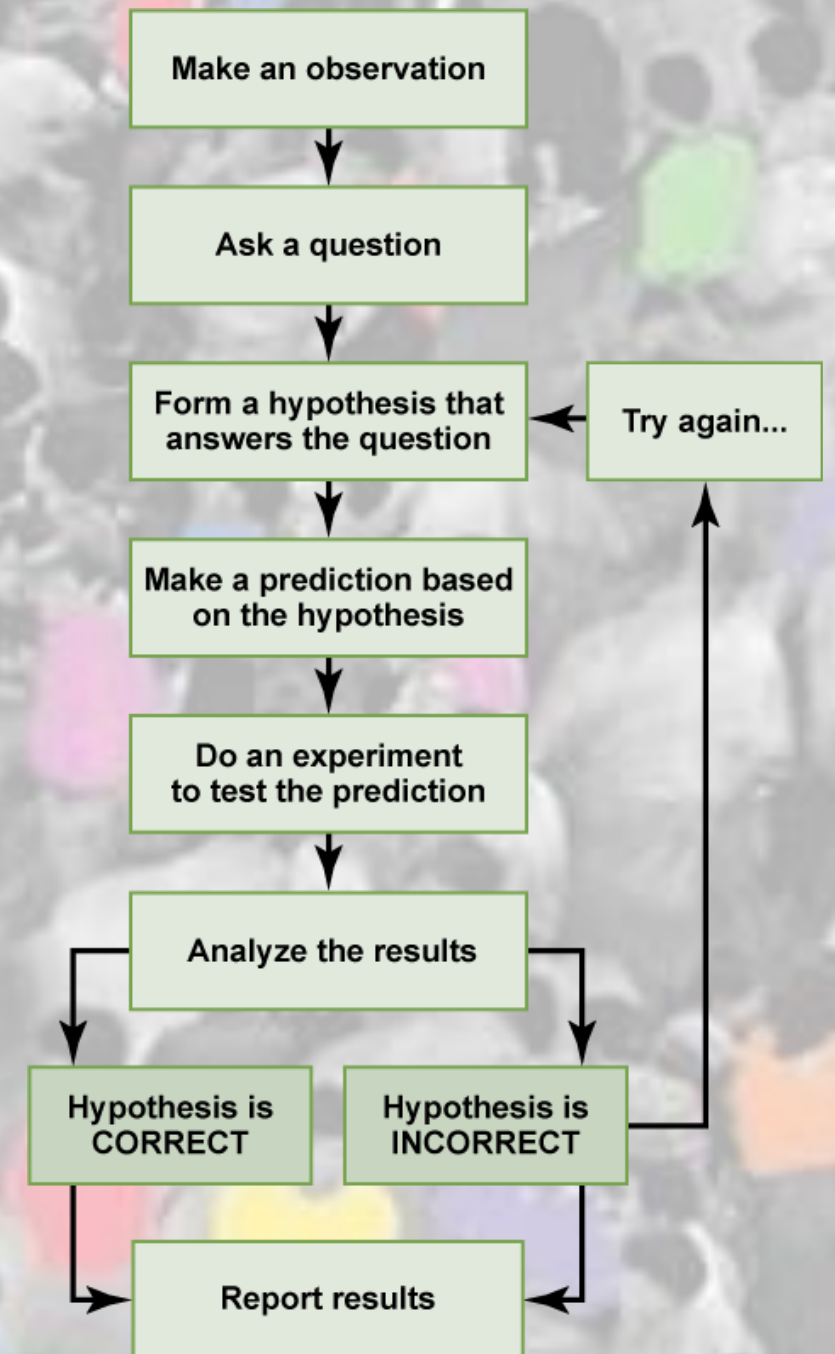 Make an observation
Ask a question
Form a hypothesis that
answers the question
Try again...
Make a prediction based
on the hypothesis
Do an experiment
to test the prediction
Analyze the results
Hypothesis is
CORRECT
Hypothesis is
INCORRECT
Report results